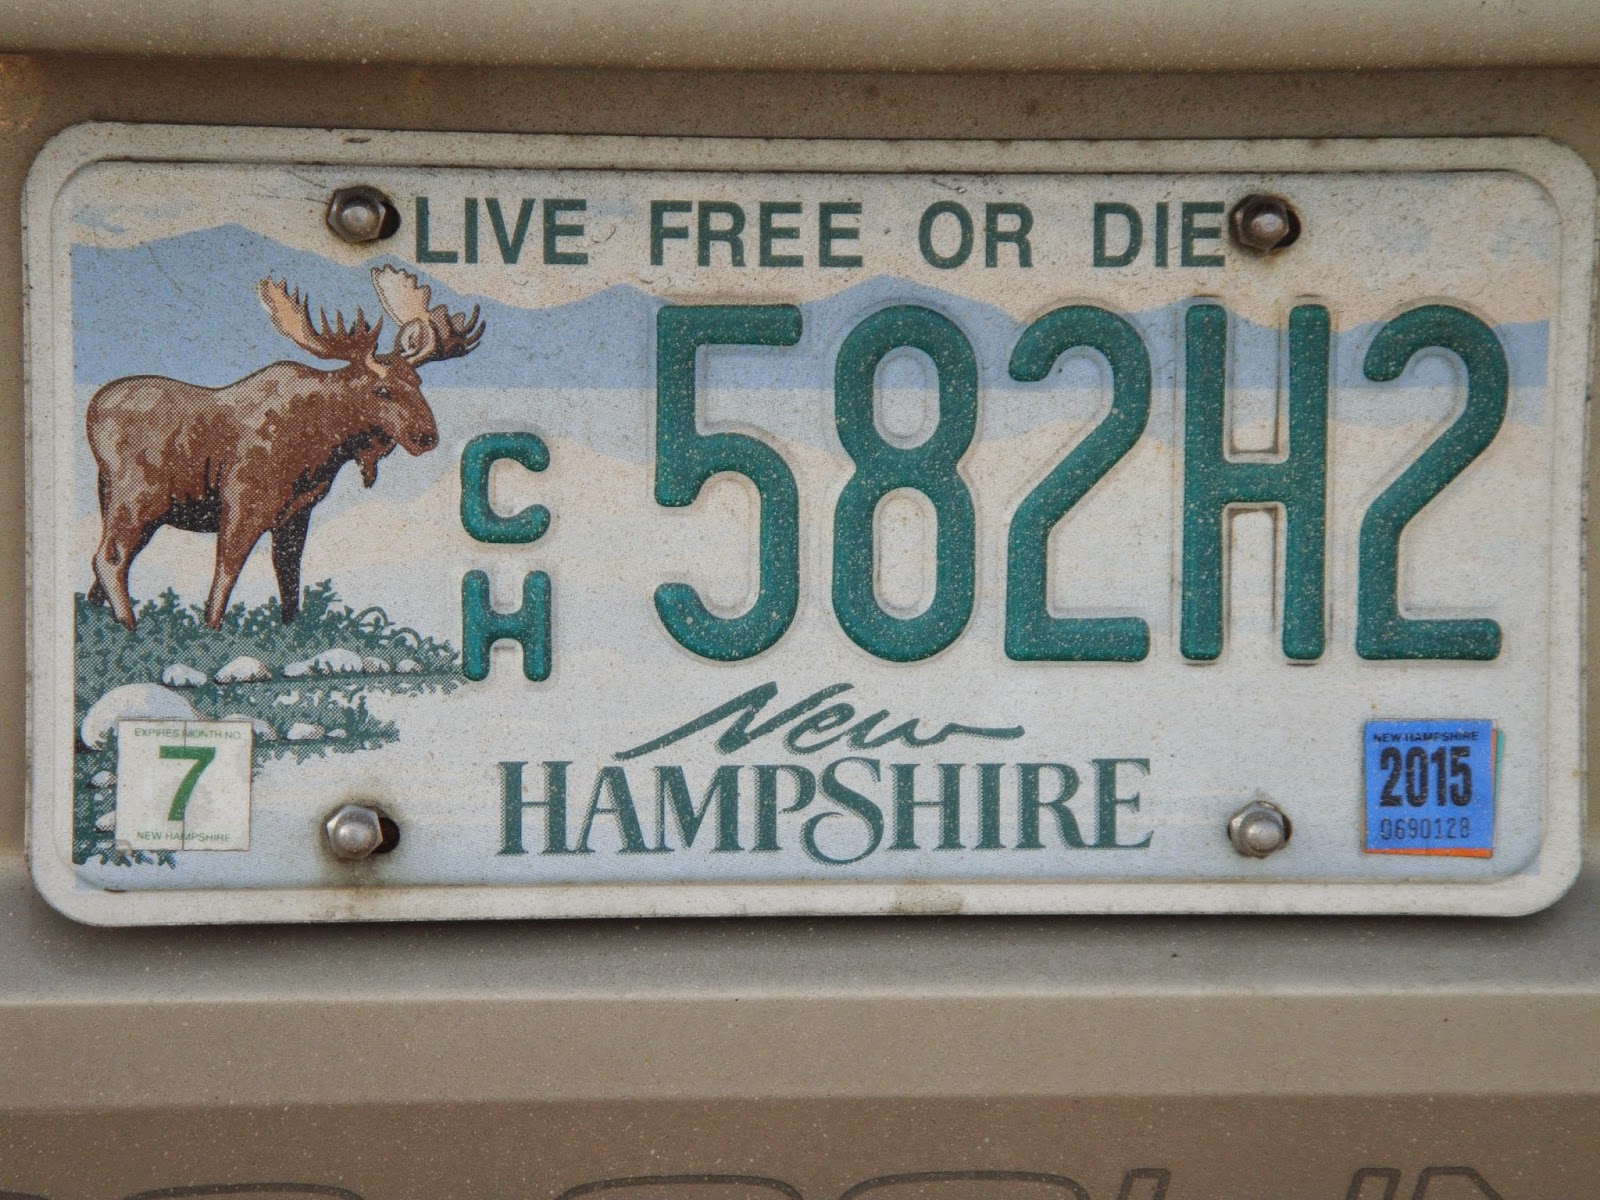 LIVE FREE OR DIE
CH 582H2
New
HAMPSHIRE
EXPIRES MONTH NO.
7
NEW HAMPSHIRE
NEW HAMPSHIRE
2015
0690128